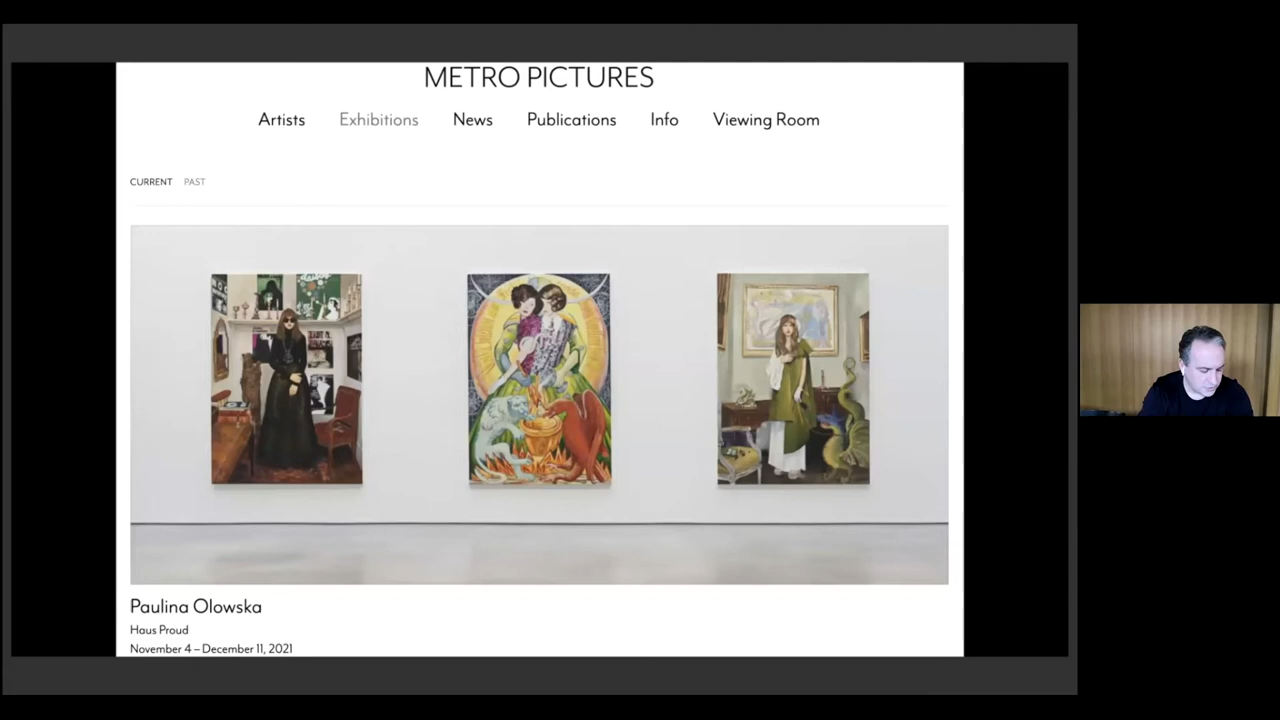 METRO PICTURES
Artists Exhibitions News Publications Info Viewing Room
CURRENT PAST
Paulina Olowska
Haus Proud
November 4 – December 11, 2021